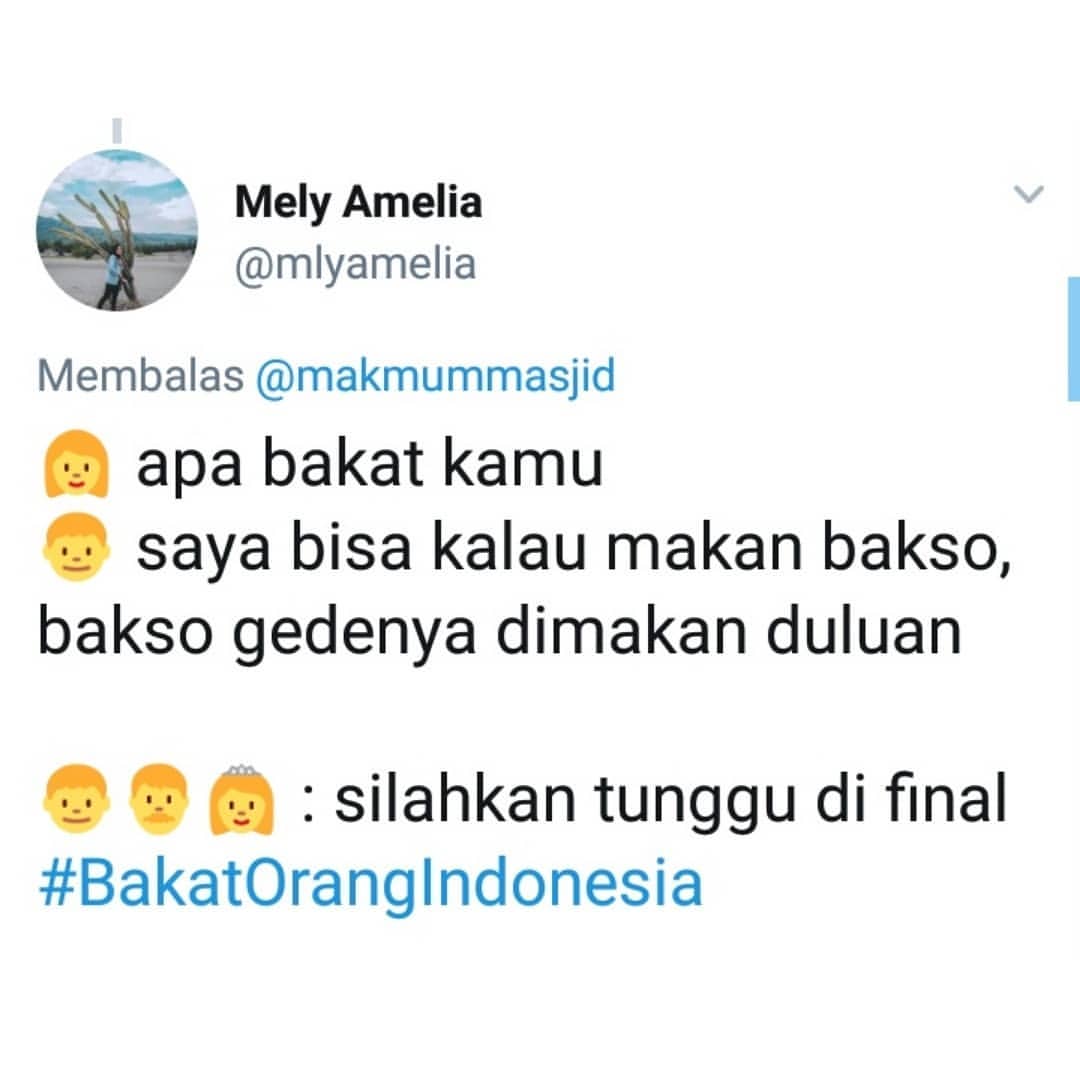 Mely Amelia
@mlyamelia
Membalas @makmummasjid
👩 apa bakat kamu
👨 saya bisa kalau makan bakso,
bakso gedenya dimakan duluan
👨👨👸 : silahkan tunggu di final
#BakatOrangIndonesia